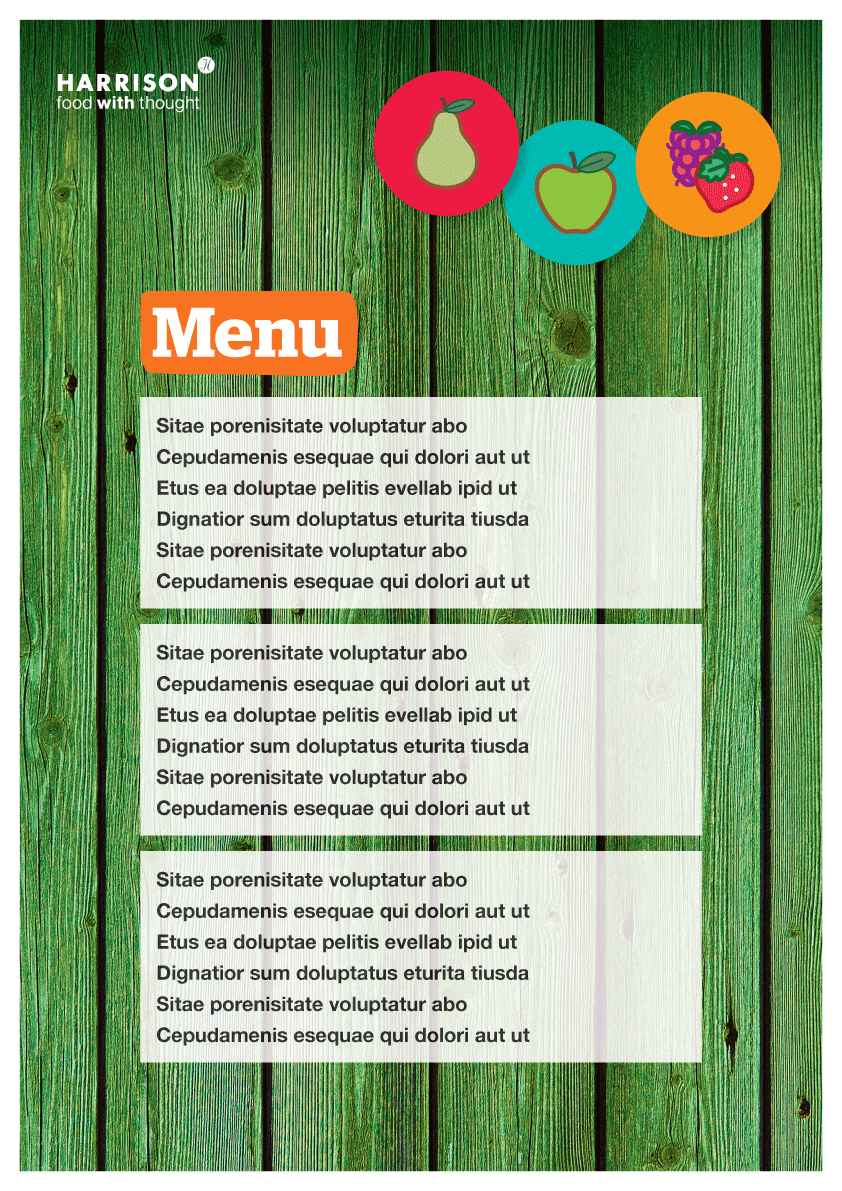 HARRISON
food with thought
Menu
Sitae porenisitate voluptatur abo
Cepudamenis esequae qui dolori aut ut
Etus ea doluptae pelitis evellab ipid ut
Dignatior sum doluptatus eturita tiusda
Sitae porenisitate voluptatur abo
Cepudamenis esequae qui dolori aut ut
Sitae porenisitate voluptatur abo
Cepudamenis esequae qui dolori aut ut
Etus ea doluptae pelitis evellab ipid ut
Dignatior sum doluptatus eturita tiusda
Sitae porenisitate voluptatur abo
Cepudamenis esequae qui dolori aut ut
Sitae porenisitate voluptatur abo
Cepudamenis esequae qui dolori aut ut
Etus ea doluptae pelitis evellab ipid ut
Dignatior sum doluptatus eturita tiusda
Sitae porenisitate voluptatur abo
Cepudamenis esequae qui dolori aut ut